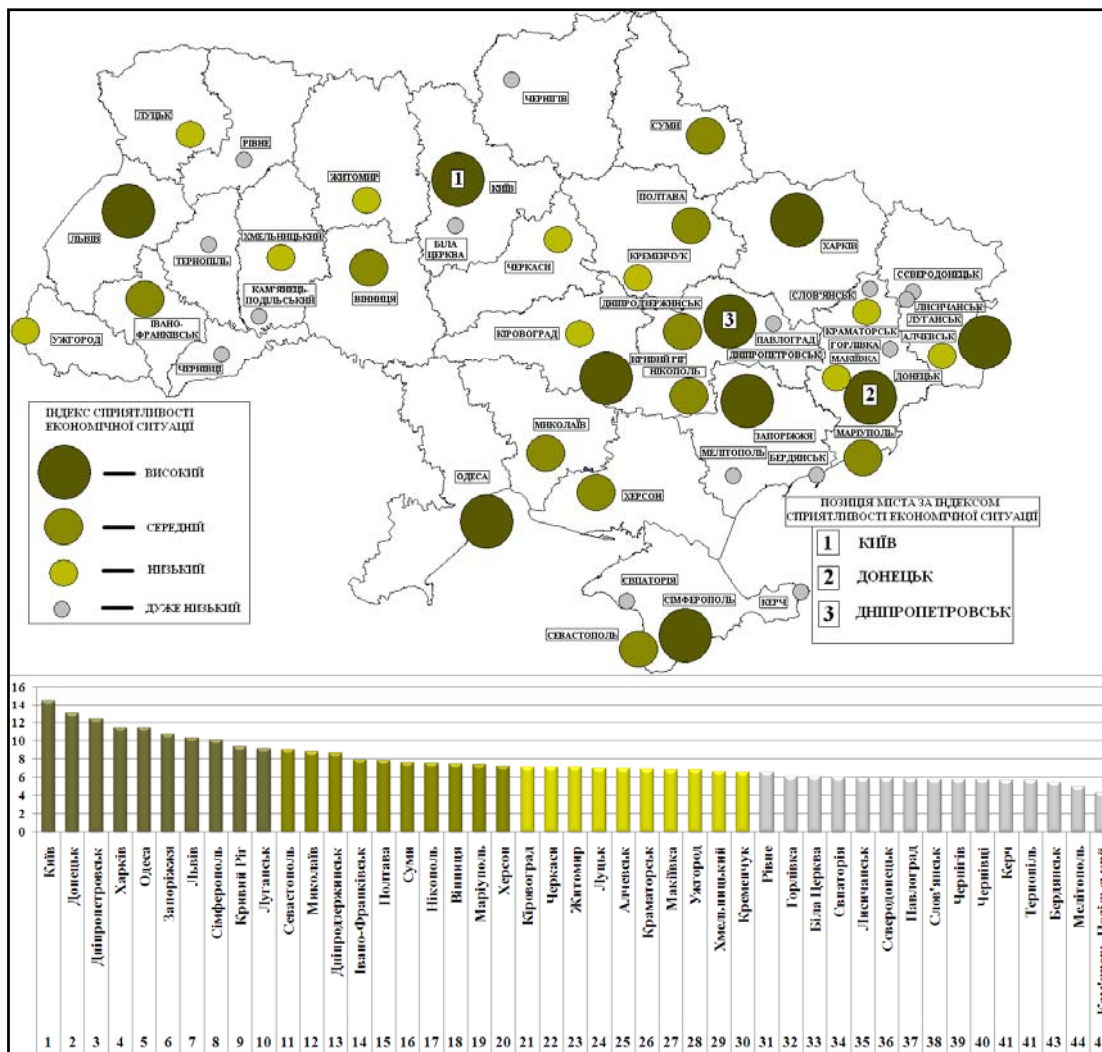 ЧЕРНІГІВ
ЛУЦЬК
СУМИ
РІВНЕ
ЖИТОМИР
1
КИЇВ
ПОЛТАВА
ЛЬВІВ
ХМЕЛЬНИЦЬКИЙ
ТЕРНОПІЛЬ
БІЛА
ЦЕРКВА
ЧЕРКАСИ
ХАРКІВ
КРЕМЕНЧУК
СЄВЕРОДОНЕЦЬК
КАМ'ЯНЕЦЬ-
ПОДІЛЬСЬКИЙ
ВІННИЦЯ
СЛОВ'ЯНСЬК
ДНІПРОДЗЕРЖИНСЬК
ЛИСИЧАНСЬК
ІВАНО-
ФРАНКІВСЬК
УЖГОРОД
КІРОВОГРАД
3
ПАВЛОГРАД
КРАМАТОРСЬК
ЛУГАНСЬК
АЛЧЕВСЬК
ГОРЛІВКА
ДНІПРОПЕТРОВСЬК
МАКІЇВКА
ЧЕРНІВЦІ
КРИВИЙ РІГ
НІКОПОЛЬ
ДОНЕЦЬК
2
ІНДЕКС СПРИЯТЛИВОСТІ
ЕКОНОМІЧНОЇ СИТУАЦІЇ
ВИСОКИЙ
СЕРЕДНІЙ
НИЗЬКИЙ
ДУЖЕ НИЗЬКИЙ
МИКОЛАЇВ
ЗАПОРІЖЖЯ
МАРІУПОЛЬ
МЕЛІТОПОЛЬ
БЕРДЯНСЬК
ОДЕСА
ХЕРСОН
ПОЗИЦІЯ МІСТА ЗА ІНДЕКСОМ
СПРИЯТЛИВОСТІ ЕКОНОМІЧНОЇ СИТУАЦІЇ
1 КИЇВ
2 ДОНЕЦЬК
3 ДНІПРОПЕТРОВСЬК
ЄВПАТОРІЯ
СІМФЕРОПОЛЬ
КЕРЧ
СЕВАСТОПОЛЬ
16
14
12
10
8
6
4
2
0
Київ
Донецьк
Дніпропетровськ
Харків
Одеса
Запоріжжя
Львів
Сімферополь
Кривий Ріг
Луганськ
Севастополь
Миколаїв
Дніпродзержинськ
Івано-Франківськ
Полтава
Суми
Нікополь
Вінниця
Маріуполь
Херсон
Кіровоград
Черкаси
Житомир
Луцьк
Алчевськ
Краматорськ
Макіївка
Ужгород
Хмельницький
Кременчук
Рівне
Горлівка
Біла Церква
Євпаторія
Лисичанськ
Сєвродонецьк
Павлоград
Слов'янськ
Чернігів
Чернівці
Керч
Тернопіль
Бердянськ
Мелітополь
1 2 3 4 5 6 7 8 9 10 11 12 13 14 15 16 17 18 19 20 21 22 23 24 25 26 27 28 29 30 31 32 33 34 35 36 37 38 39 40 41 41 43 44